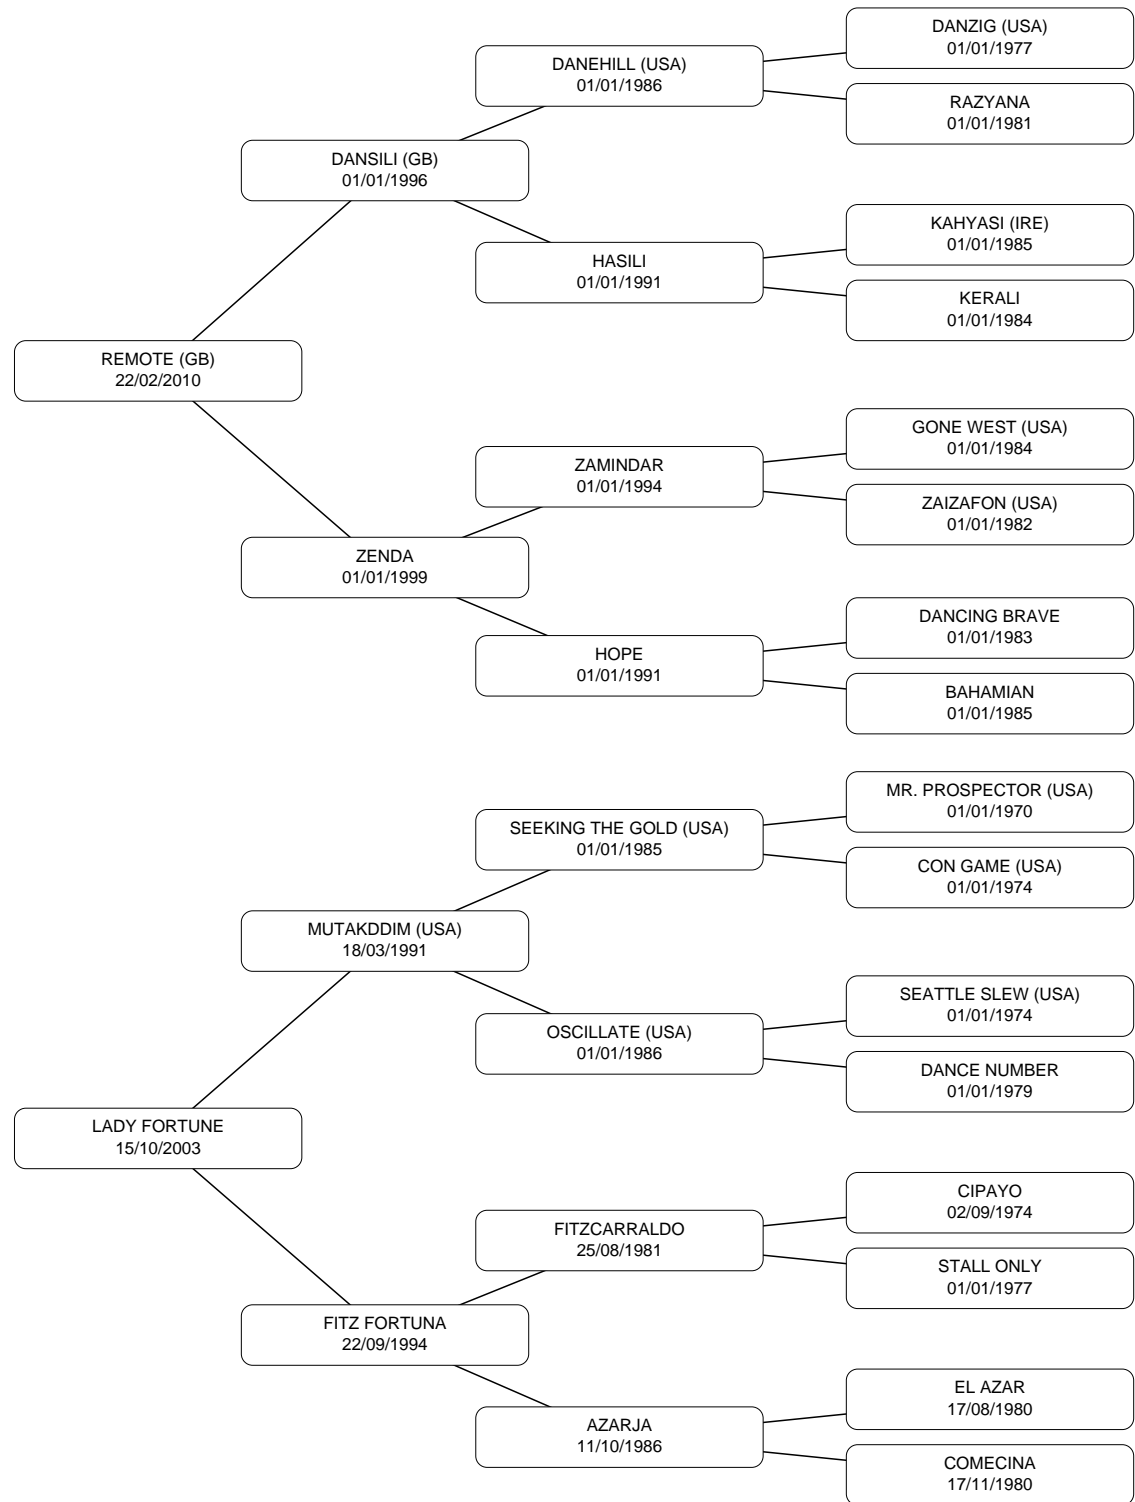 DANZIG (USA)
01/01/1977
DANEHILL (USA)
01/01/1986
RAZYANA
01/01/1981
DANSILI (GB)
01/01/1996
KAHYASI (IRE)
01/01/1985
HASILI
01/01/1991
KERALI
01/01/1984
REMOTE (GB)
22/02/2010
GONE WEST (USA)
01/01/1984
ZAMINDAR
01/01/1994
ZAIZAFON (USA)
01/01/1982
ZENDA
01/01/1999
DANCING BRAVE
01/01/1983
HOPE
01/01/1991
BAHAMIAN
01/01/1985
MR. PROSPECTOR (USA)
01/01/1970
SEEKING THE GOLD (USA)
01/01/1985
CON GAME (USA)
01/01/1974
MUTAKDDIM (USA)
18/03/1991
SEATTLE SLEW (USA)
01/01/1974
OSCILLATE (USA)
01/01/1986
DANCE NUMBER
01/01/1979
LADY FORTUNE
15/10/2003
CIPAYO
02/09/1974
FITZCARRALDO
25/08/1981
STALL ONLY
01/01/1977
FITZ FORTUNA
22/09/1994
EL AZAR
17/08/1980
AZARJA
11/10/1986
COMECINA
17/11/1980